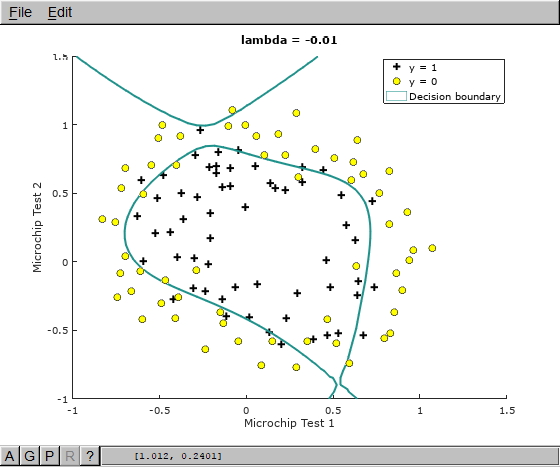 File Edit
lambda = -0.01
y = 1
y = 0
Decision boundary
Microchip Test 2
1.5
1
0.5
0
-0.5
-1
-1 -0.5 0 0.5 1 1.5
Microchip Test 1
A G P R ? [1.012, 0.2401]